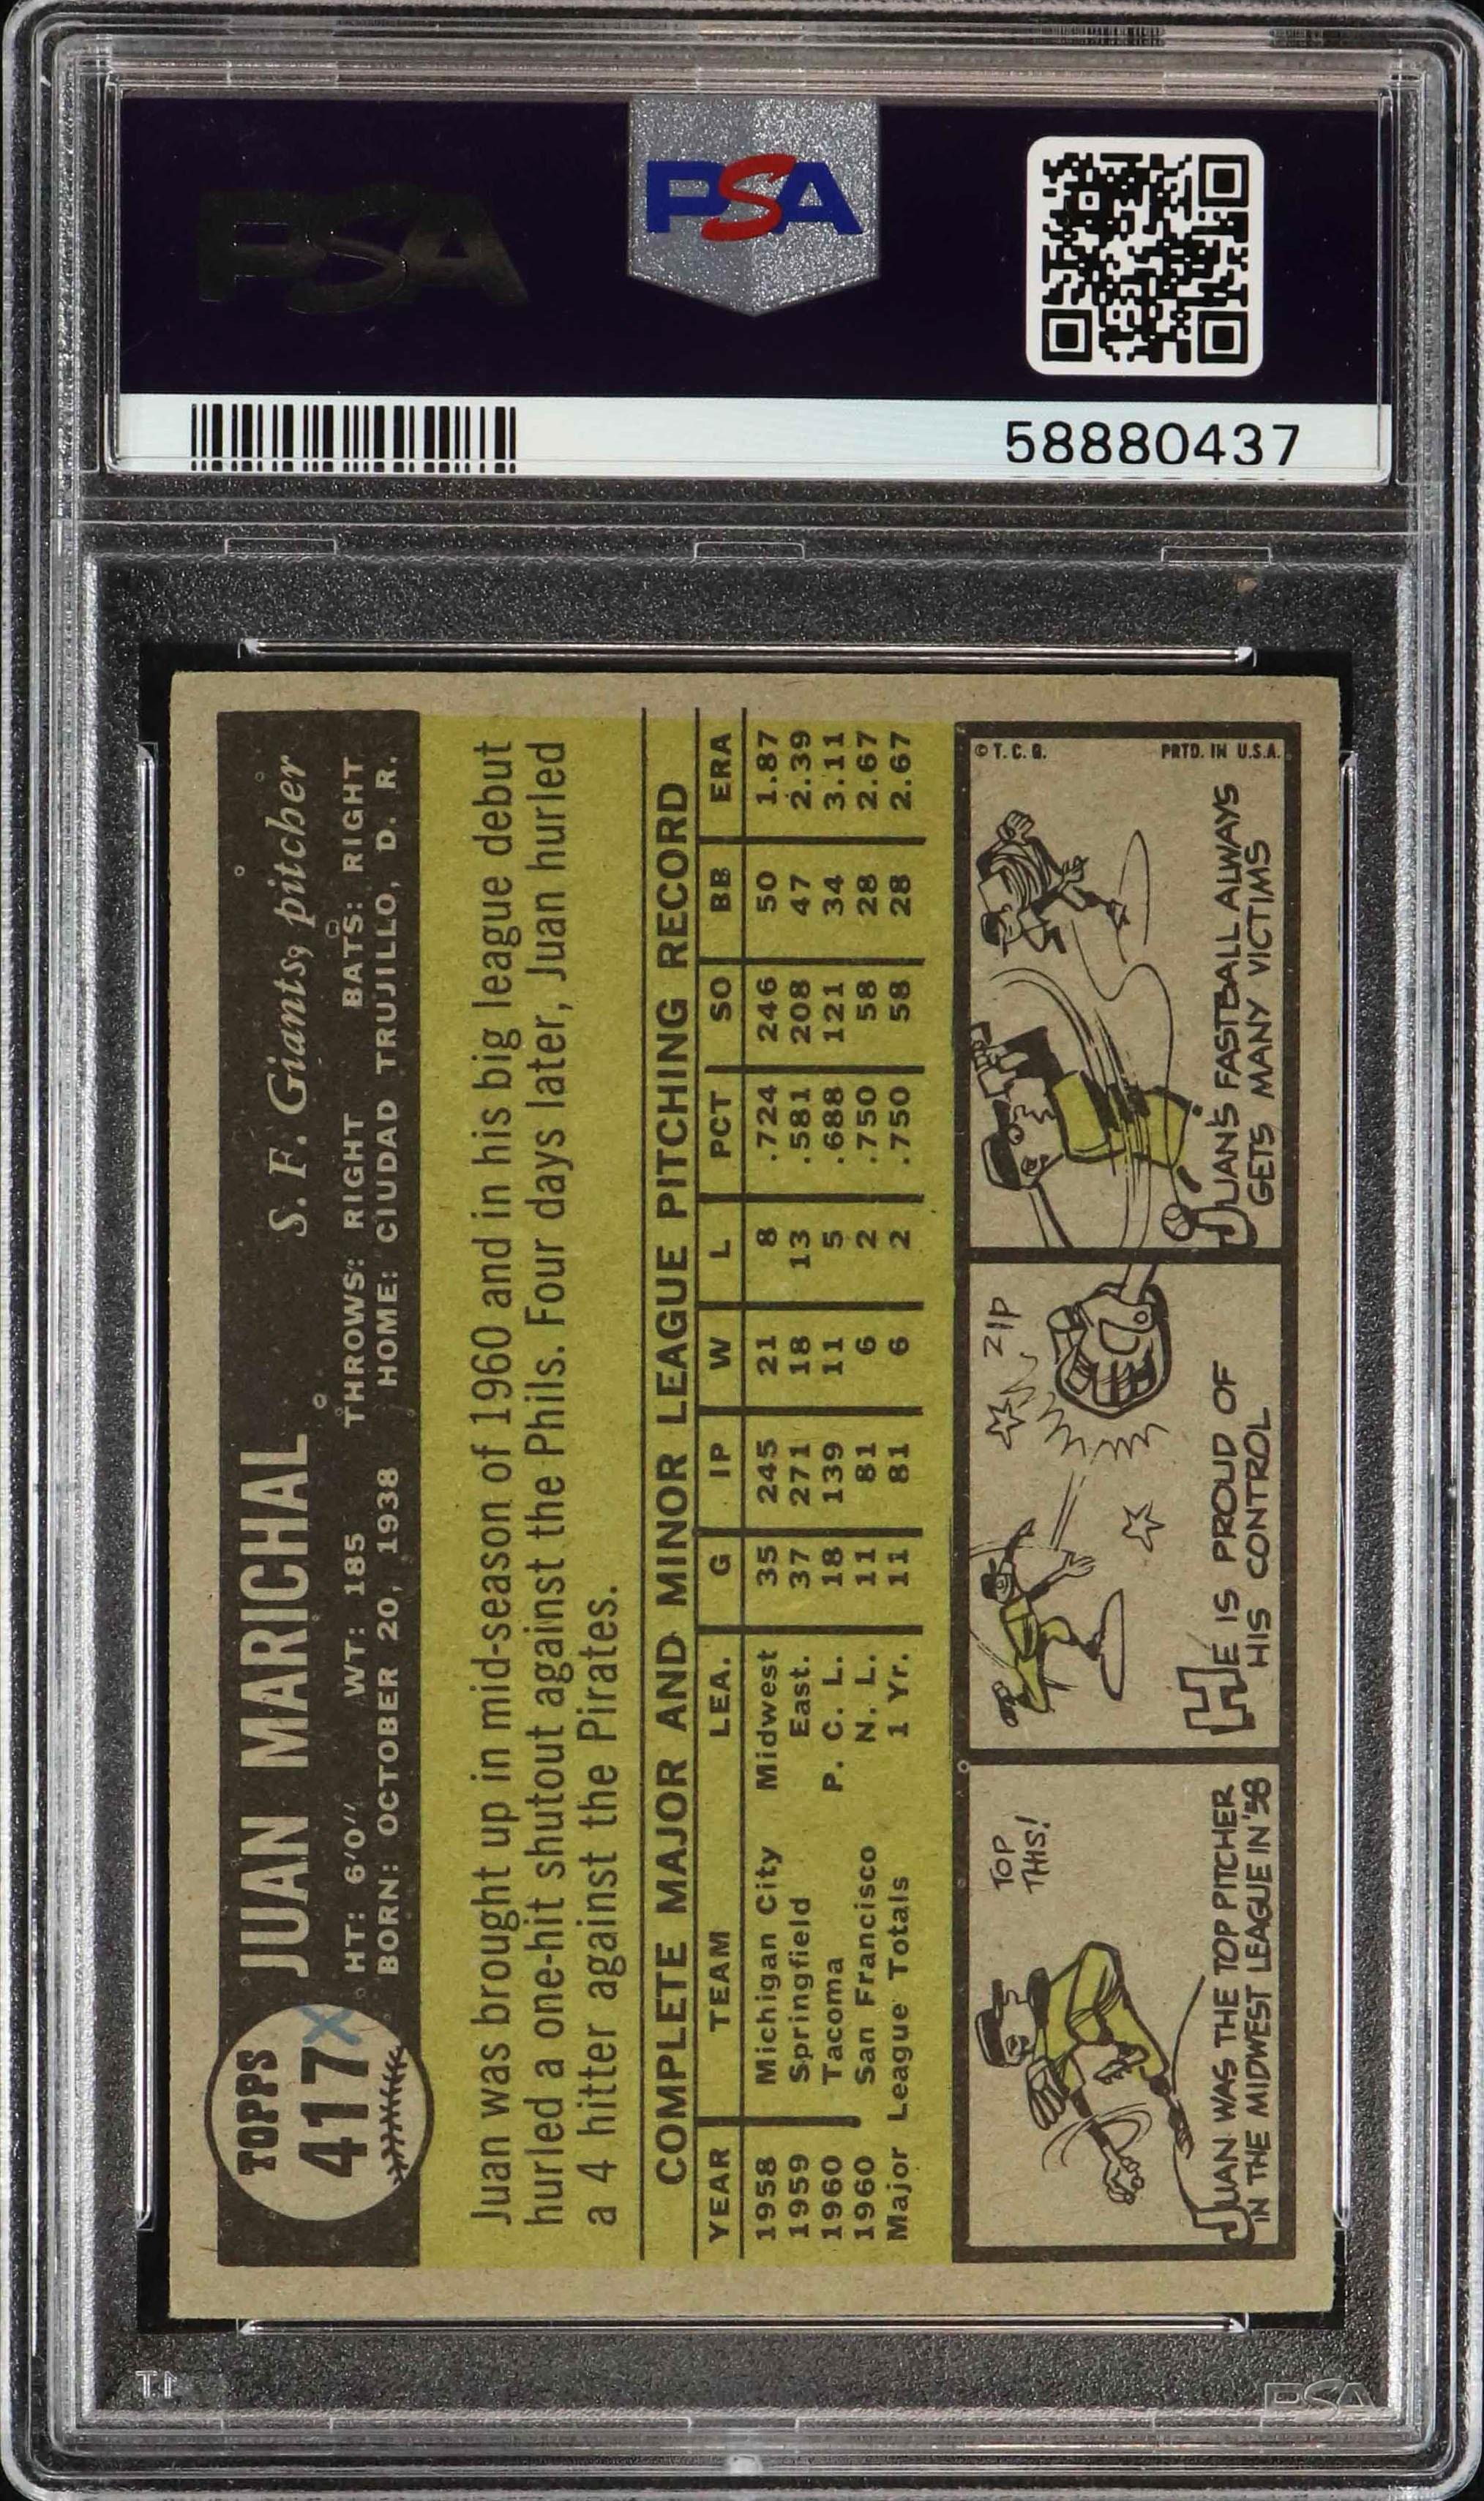 PSA
PSA
58880437
TOPPS
417
X
JUAN MARICHAL
S. F. Giants, pitcher
HT: 6'0" WT: 185 THROWS: RIGHT BATS: RIGHT
BORN: OCTOBER 20, 1938 HOME: CIUDAD TRUJILLO, D. R.
Juan was brought up in mid-season of 1960 and in his big league debut
hurled a one-hit shutout against the Phils. Four days later, Juan hurled
a 4 hitter against the Pirates.
COMPLETE MAJOR AND MINOR LEAGUE PITCHING RECORD
YEAR TEAM LEA. G IP W L PCT SO BB ERA
1958 Michigan City Midwest 35 245 21 8 .724 246 50 1.87
1959 Springfield East. 37 271 18 13 .581 208 47 2.39
1960 Tacoma P. C. L. 18 139 11 5 .688 121 34 3.11
1960 San Francisco N. L. 11 81 6 2 .750 58 28 2.67
Major League Totals 1 Yr. 11 81 6 2 .750 58 28 2.67
TOP
THIS!
JUAN WAS THE TOP PITCHER
IN THE MIDWEST LEAGUE IN '58
ZIP
HE IS PROUD OF
HIS CONTROL
© T. C. G. PRTD. IN U.S.A.
JUAN'S FASTBALL ALWAYS
GETS MANY VICTIMS
PSA